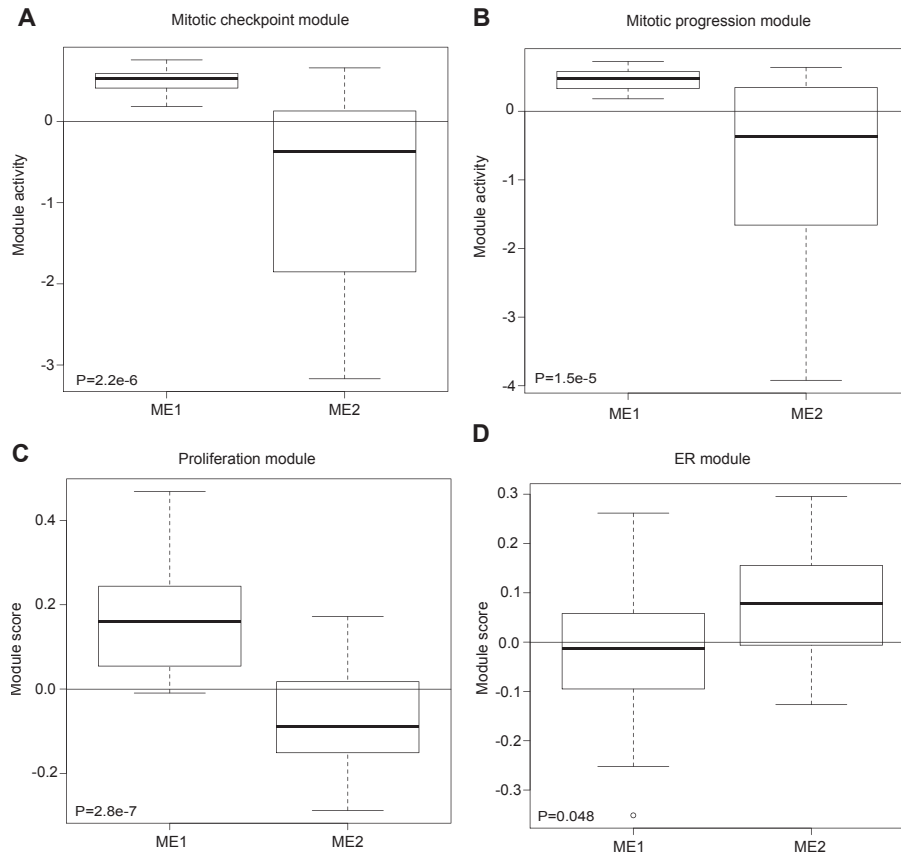 A
Mitotic checkpoint module
Module activity
0
-1
-2
-3
P=2.2e-6
ME1
ME2
B
Mitotic progression module
Module activity
0
-1
-2
-3
-4
P=1.5e-5
ME1
ME2
C
Proliferation module
Module score
0.4
0.2
0.0
-0.2
P=2.8e-7
ME1
ME2
D
ER module
Module score
0.3
0.2
0.1
0.0
-0.1
-0.2
-0.3
P=0.048
ME1
ME2